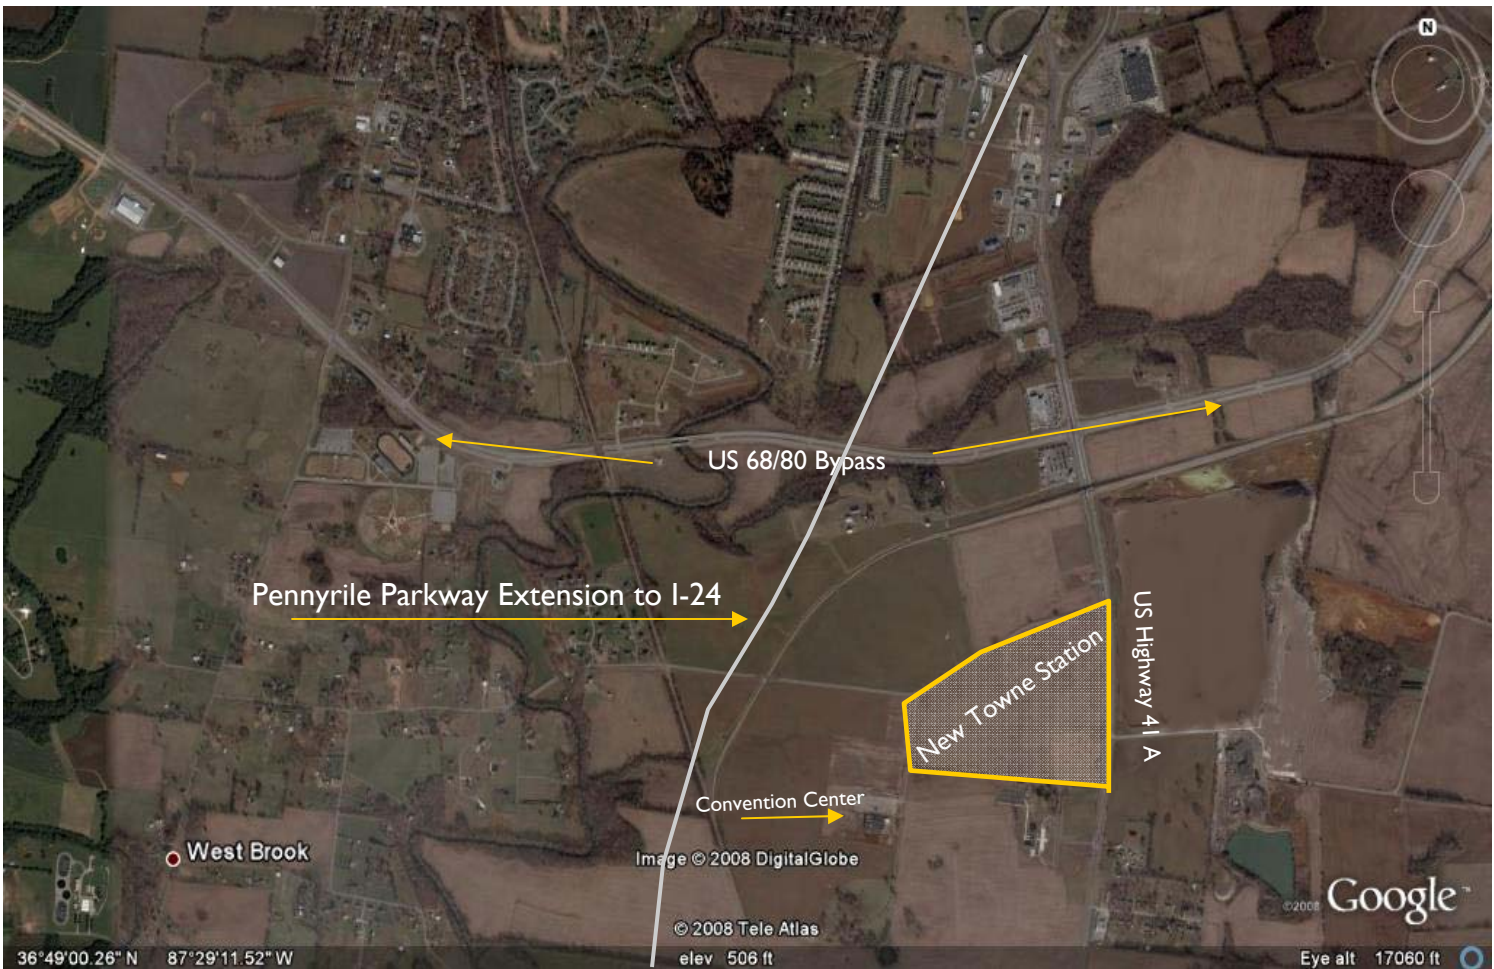 N
US 68/80 Bypass
Pennyrile Parkway Extension to I-24
US Highway 41 A
New Towne Station
Convention Center
West Brook
Image © 2008 DigitalGlobe
©2008 Google™
© 2008 Tele Atlas
36°49'00.26" N 87°29'11.52" W elev 506 ft Eye alt 17060 ft